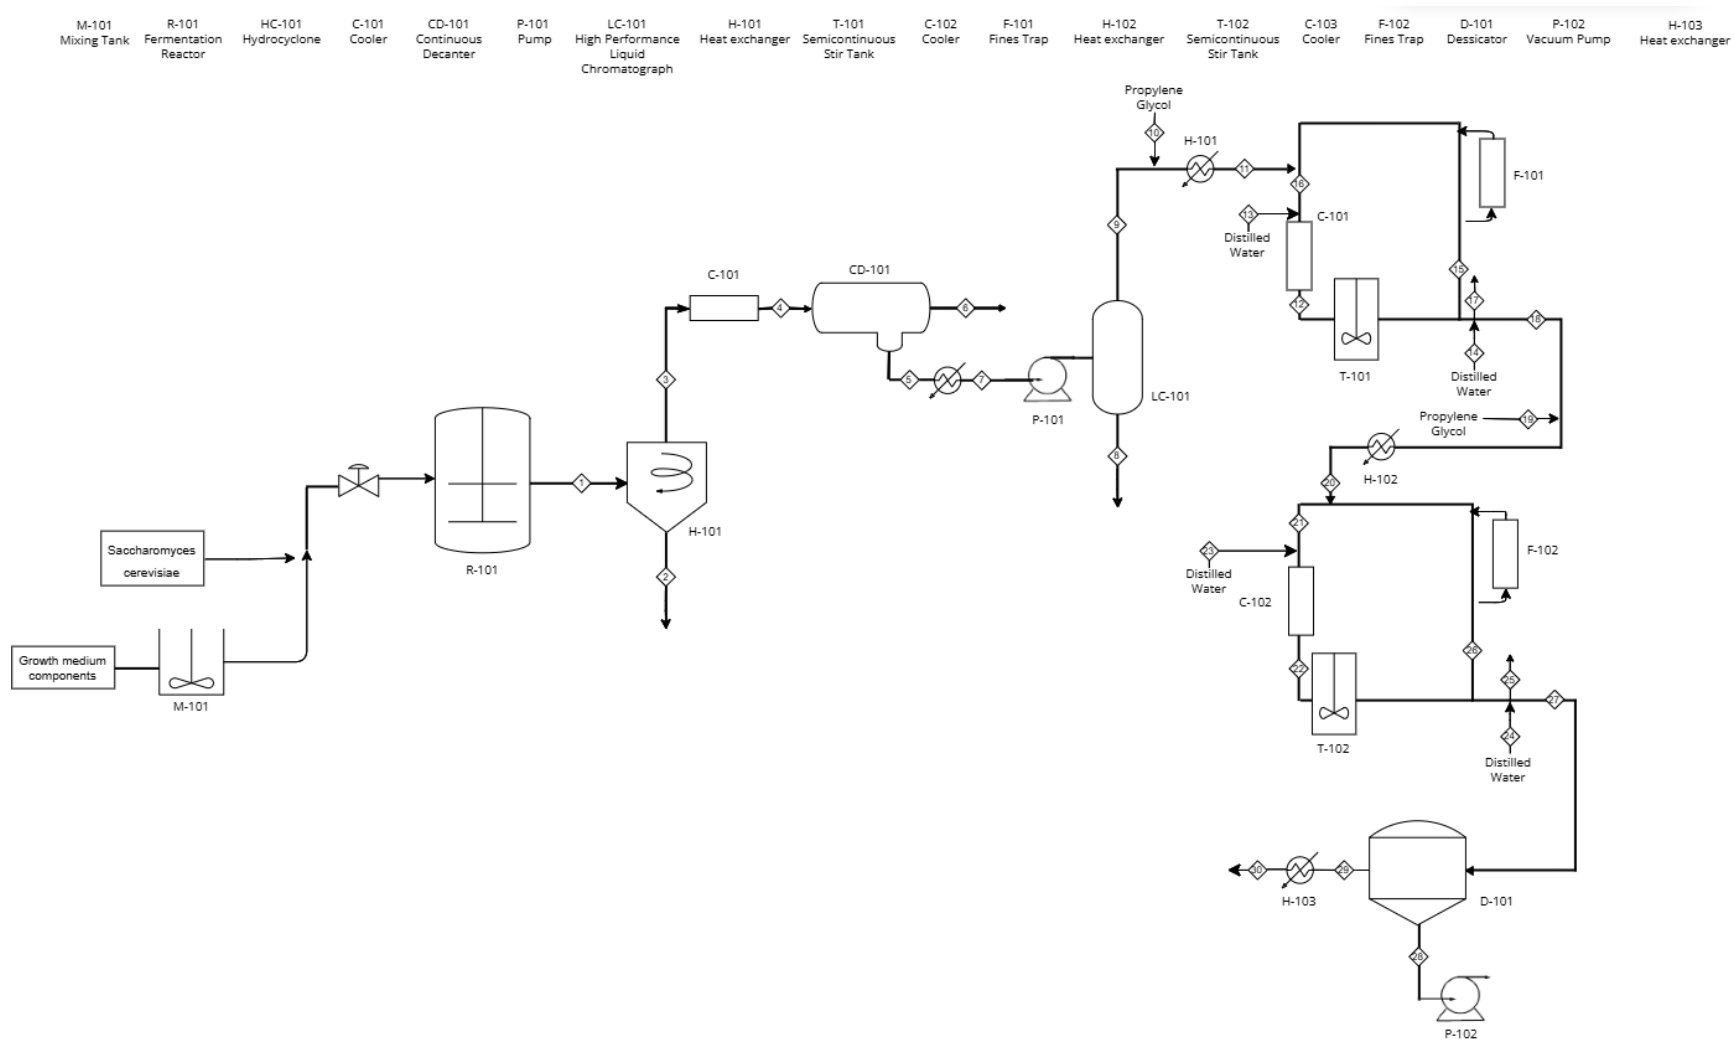 M-101
Mixing Tank
R-101
Fermentation
Reactor
HC-101
Hydrocyclone
C-101
Cooler
CD-101
Continuous
Decanter
P-101
Pump
LC-101
High Performance
Liquid
Chromatograph
H-101
Heat exchanger
T-101
Semicontinuous
Stir Tank
C-102
Cooler
F-101
Fines Trap
H-102
Heat exchanger
T-102
Semicontinuous
Stir Tank
C-103
Cooler
F-102
Fines Trap
D-101
Dessicator
P-102
Vacuum Pump
H-103
Heat exchanger
Propylene
Glycol
10
H-101
11
16
F-101
9
13
C-101
Distilled
Water
15
C-101
CD-101
4
6
12
17
18
14
3
5
7
P-101
LC-101
T-101
Distilled
Water
Propylene
Glycol
19
8
H-102
1
20
H-101
21
Saccharomyces
cerevisiae
R-101
2
23
Distilled
Water
C-102
F-102
Growth medium
components
M-101
22
26
25
27
24
T-102
Distilled
Water
30
29
H-103
D-101
28
P-102